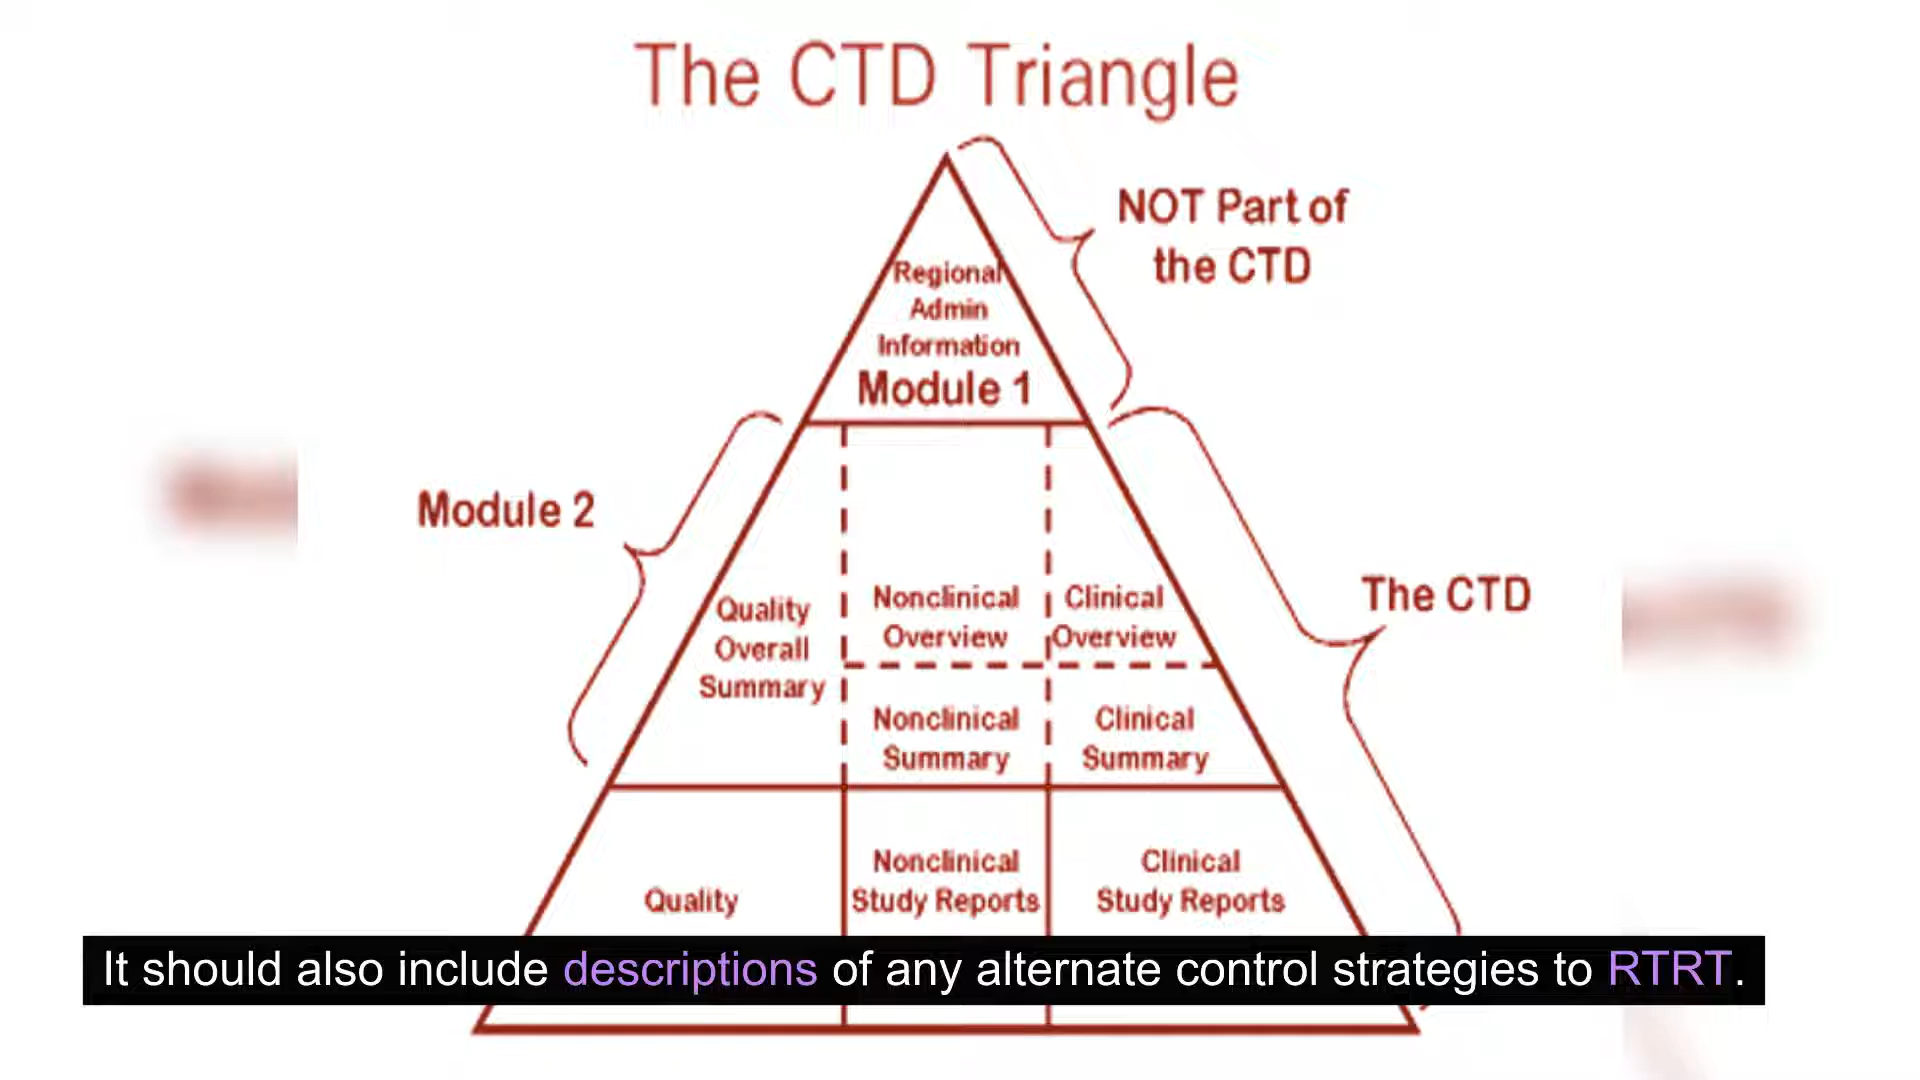 The CTD Triangle
NOT Part of
the CTD
Regional
Admin
Information
Module 1
Module 2
The CTD
Quality
Overall
Summary
Nonclinical
Overview
Clinical
Overview
Nonclinical
Summary
Clinical
Summary
Quality
Nonclinical
Study Reports
Clinical
Study Reports
It should also include descriptions of any alternate control strategies to RTRT.